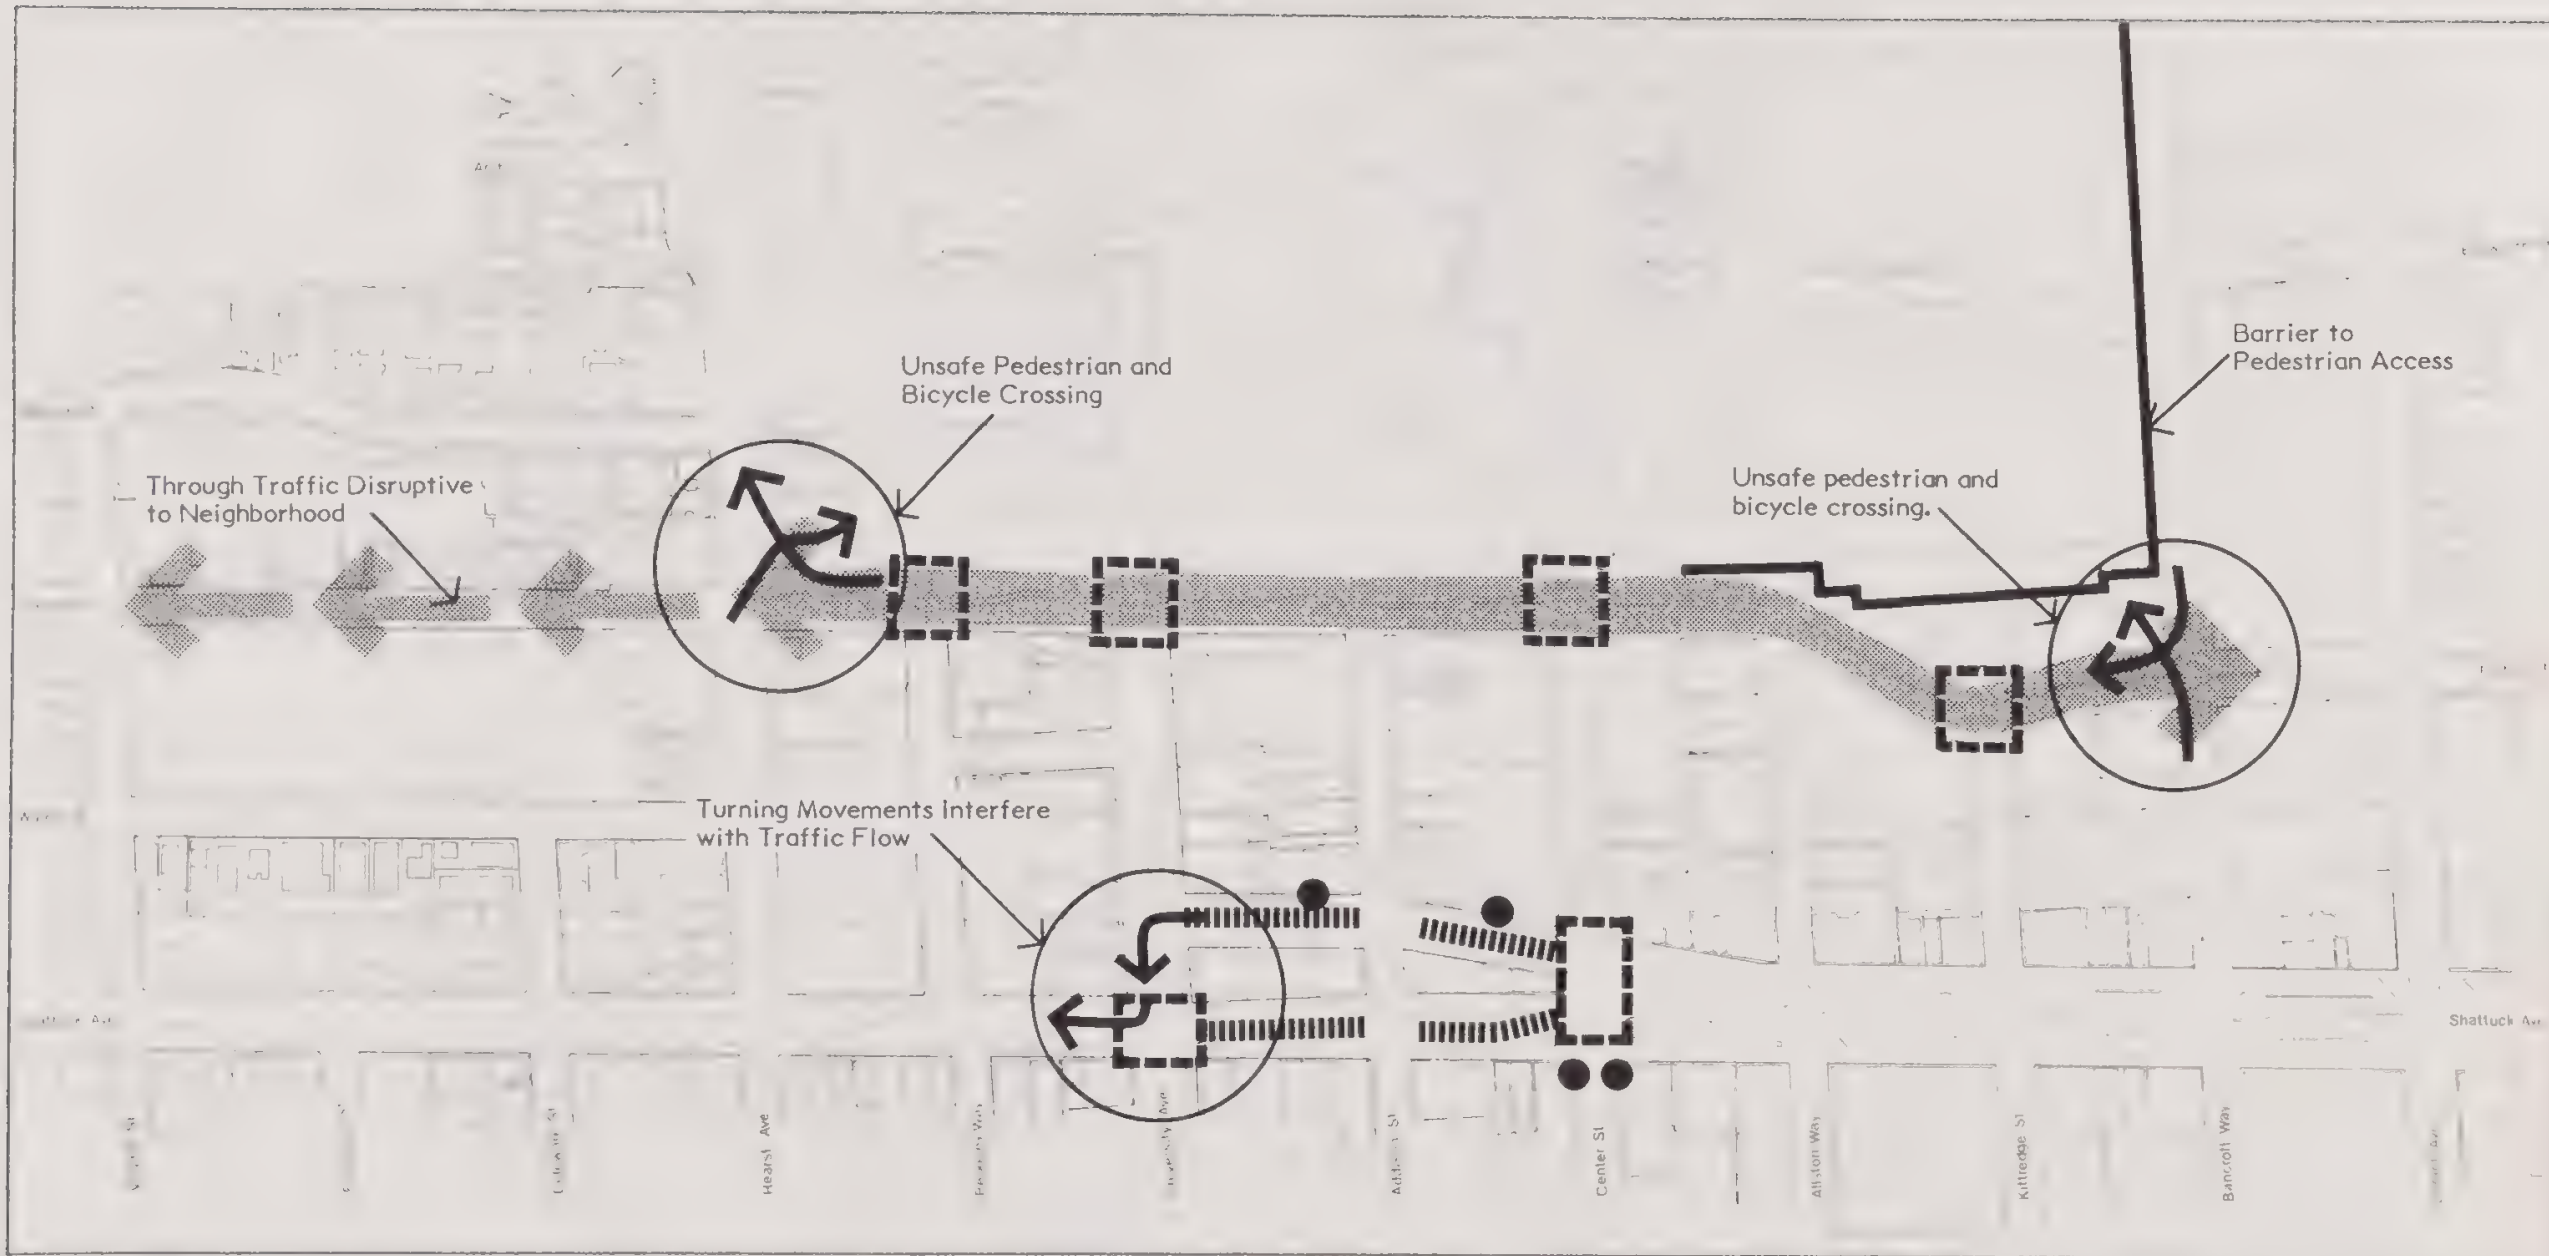 Unsafe Pedestrian and
Bicycle Crossing
Barrier to
Pedestrian Access
Through Traffic Disruptive
to Neighborhood
Unsafe pedestrian and
bicycle crossing.
Turning Movements Interfere
with Traffic Flow
Shattuck Ave
Hearst Ave
Ave
Center St
Allston Way
Kittredge St
Bancroft Way